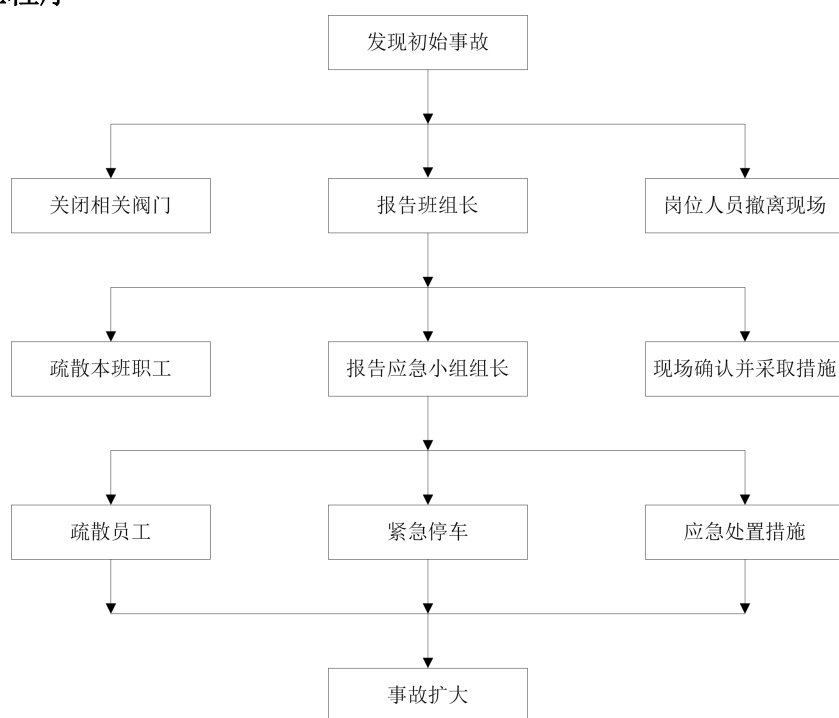 发现初始事故
关闭相关阀门
报告班组长
岗位人员撤离现场
疏散本班职工
报告应急小组组长
现场确认并采取措施
疏散员工
紧急停车
应急处置措施
事故扩大